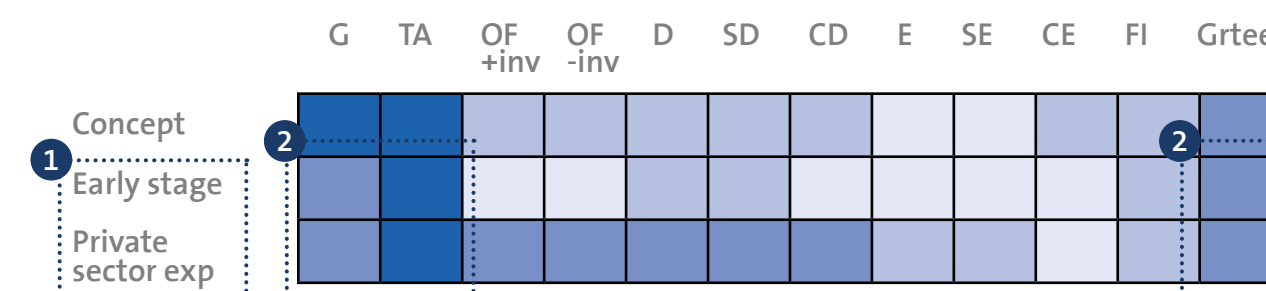 G TA OF OF D SD CD E SE CE FI Grtee
+inv -inv
Concept
2 2
1
Early stage
Private
sector exp